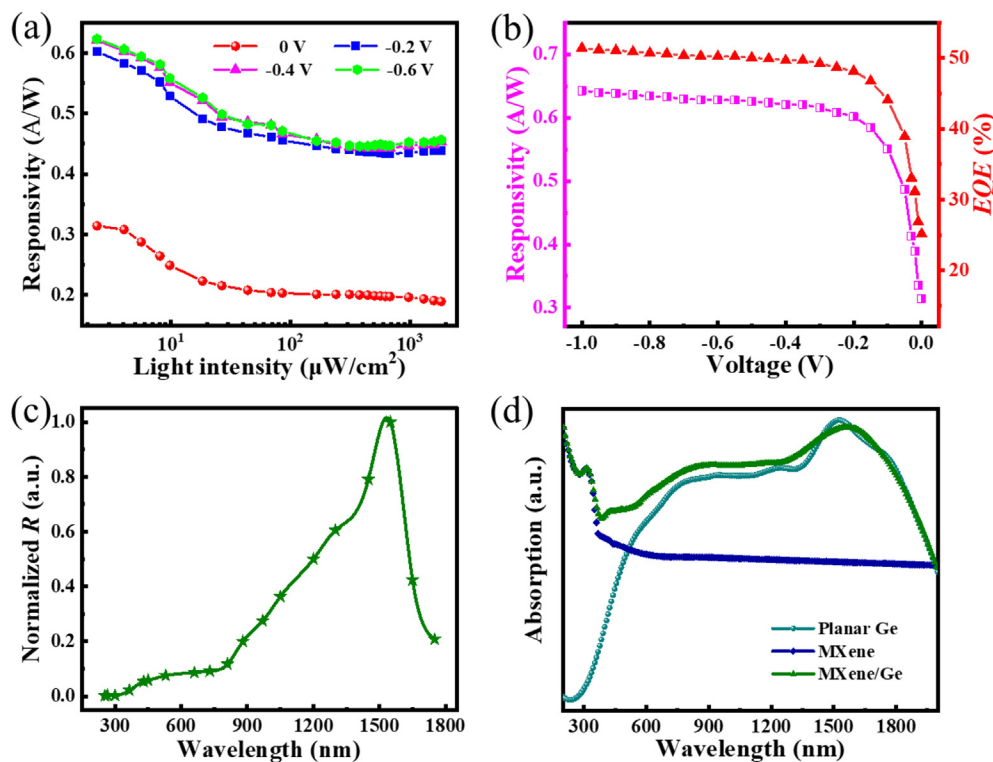 (a)
0 V
-0.2 V
-0.4 V
-0.6 V
Responsivity (A/W)
0.6
0.5
0.4
0.3
0.2
10¹
10²
10³
Light intensity (μW/cm²)
(b)
Responsivity (A/W)
0.7
0.6
0.5
0.4
0.3
-1.0
-0.8
-0.6
-0.4
-0.2
0.0
Voltage (V)
50
40
30
20
EQE (%)
(c)
Normalized R (a.u.)
1.0
0.8
0.6
0.4
0.2
0.0
300
600
900
1200
1500
1800
Wavelength (nm)
(d)
Absorption (a.u.)
Planar Ge
MXene
MXene/Ge
300
600
900
1200
1500
1800
Wavelength (nm)